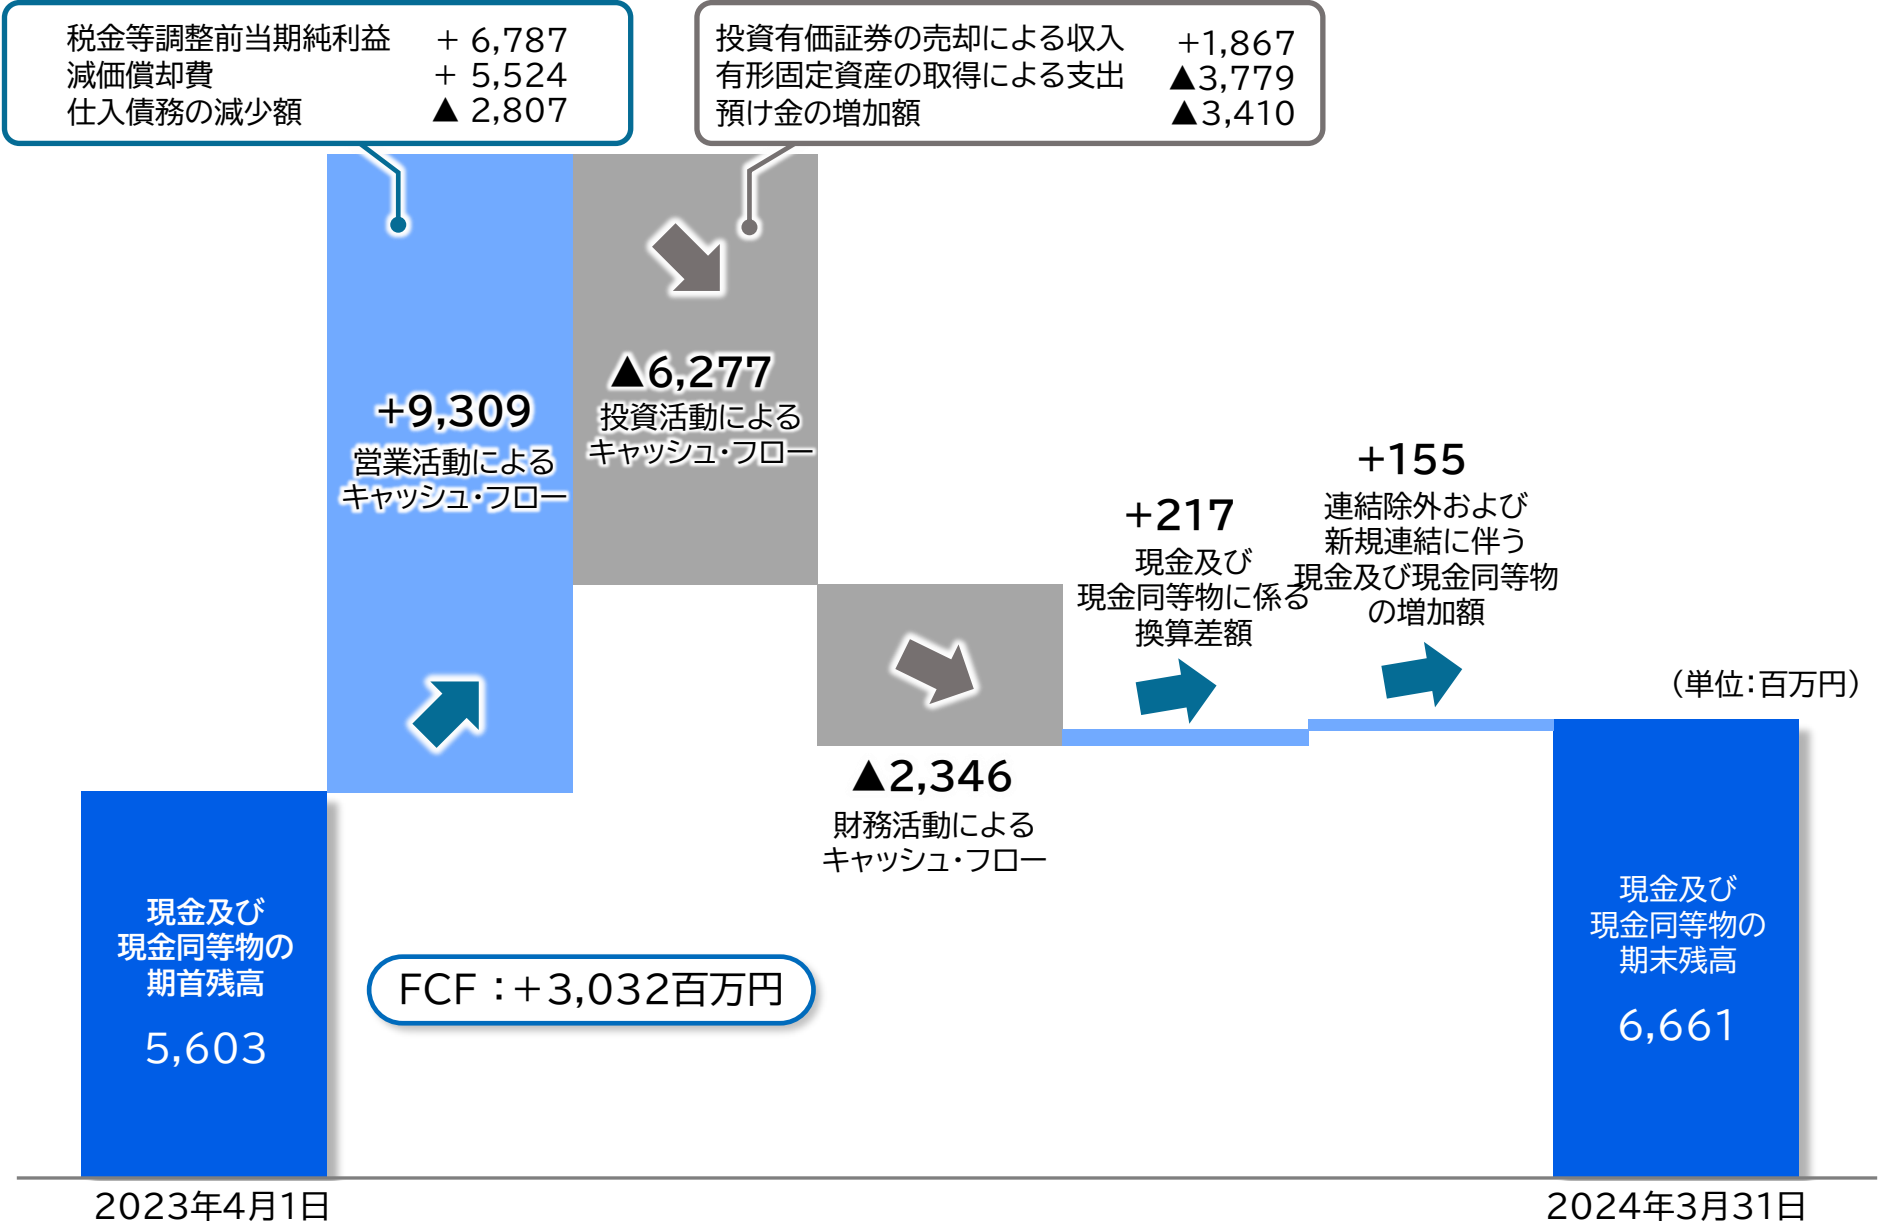 税金等調整前当期純利益 + 6,787
減価償却費 + 5,524
仕入債務の減少額 ▲ 2,807
投資有価証券の売却による収入 +1,867
有形固定資産の取得による支出 ▲3,779
預け金の増加額 ▲3,410
+9,309
営業活動による
キャッシュ・フロー
▲6,277
投資活動による
キャッシュ・フロー
▲2,346
財務活動による
キャッシュ・フロー
+217
現金及び
現金同等物に係る
換算差額
+155
連結除外および
新規連結に伴う
現金及び現金同等物
の増加額
（単位：百万円）
現金及び
現金同等物の
期首残高
5,603
FCF ：+3,032百万円
現金及び
現金同等物の
期末残高
6,661
2023年4月1日
2024年3月31日